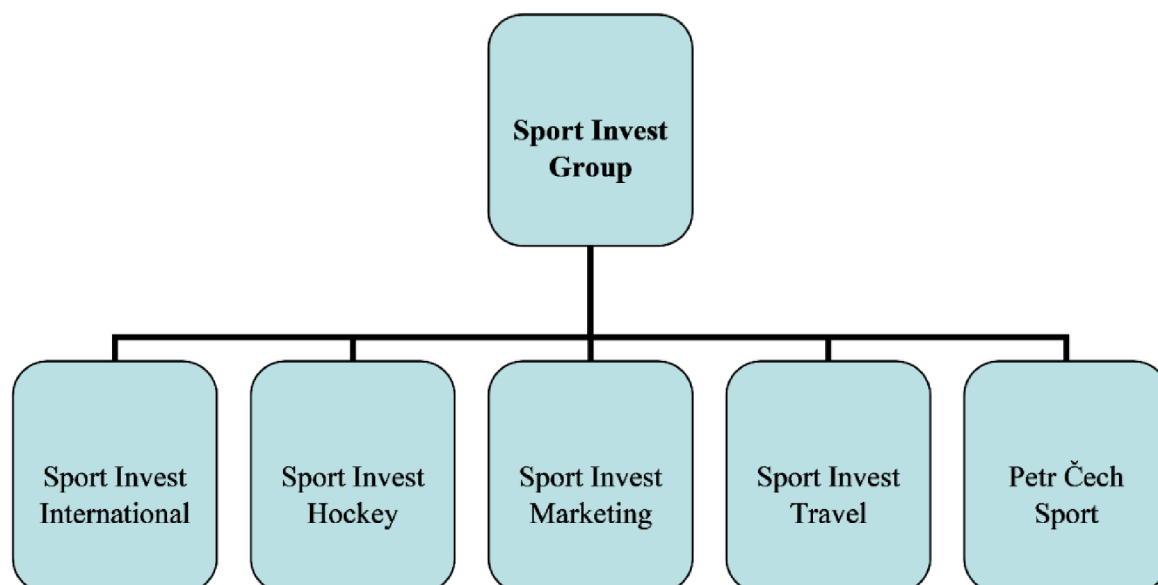 Sport Invest
Group
Sport Invest
International
Sport Invest
Hockey
Sport Invest
Marketing
Sport Invest
Travel
Petr Čech
Sport